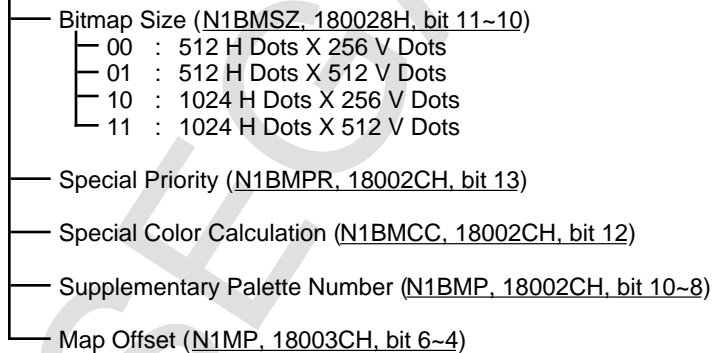 Bitmap Size (N1BMSZ, 180028H, bit 11~10)
00 : 512 H Dots X 256 V Dots
01 : 512 H Dots X 512 V Dots
10 : 1024 H Dots X 256 V Dots
11 : 1024 H Dots X 512 V Dots
Special Priority (N1BMPR, 18002CH, bit 13)
Special Color Calculation (N1BMCC, 18002CH, bit 12)
Supplementary Palette Number (N1BMP, 18002CH, bit 10~8)
Map Offset (N1MP, 18003CH, bit 6~4)